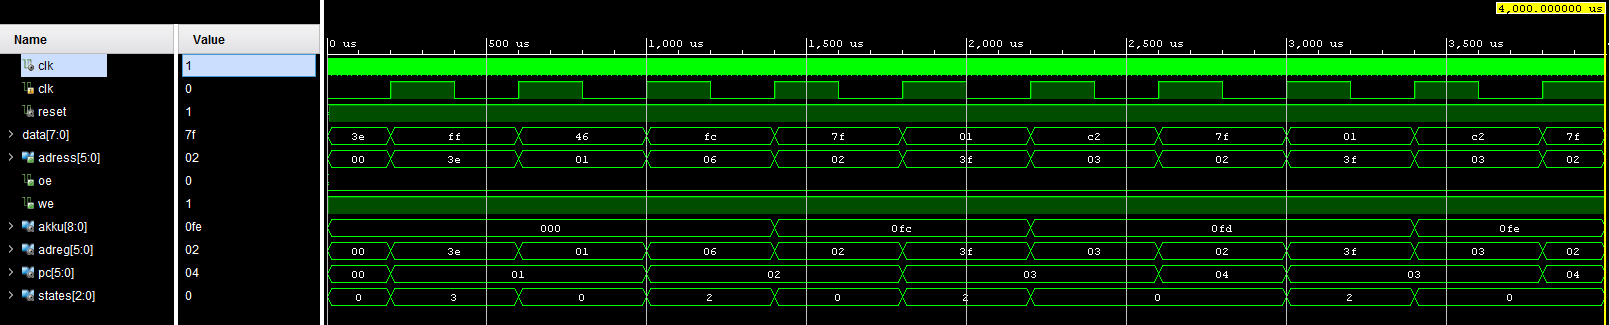 4,000.000000 us
Name Value
0 us 500 us 1,000 us 1,500 us 2,000 us 2,500 us 3,000 us 3,500 us
clk 1
clk 0
reset 1
data[7:0] 7f 3e ff 46 fc 7f 01 c2 7f 01 c2 7f
adress[5:0] 02 00 3e 01 06 02 3f 03 02 3f 03 02
oe 0
we 1
akku[8:0] 0fe 000 0fc 0fd 0fe
adreg[5:0] 02 00 3e 01 06 02 3f 03 02 3f 03 02
pc[5:0] 04 00 01 02 03 04 03 04
states[2:0] 0 0 3 0 2 0 2 0 2 0